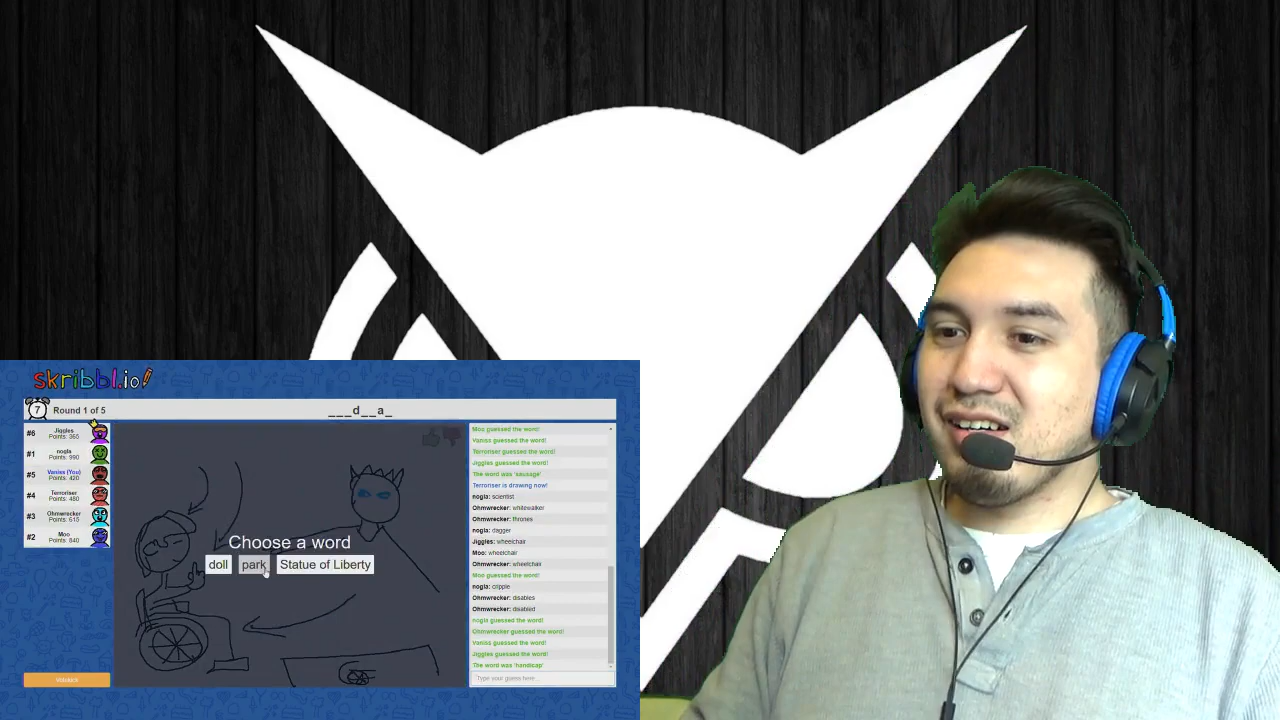 skribbl.io
7
Round 1 of 5
___d__a_
#6
Jiggles
Points: 365
#1
nogla
Points: 990
#5
Vaniss (You)
Points: 420
#4
Terroriser
Points: 480
#3
Ohmwrecker
Points: 615
#2
Moo
Points: 840
Votekick
Choose a word
doll
park
Statue of Liberty
Moo guessed the word!
Vaniss guessed the word!
Terroriser guessed the word!
Jiggles guessed the word!
The word was 'sausage'
Terroriser is drawing now!
nogla: scientist
Ohmwrecker: whitewalker
Ohmwrecker: thrones
nogla: dagger
Jiggles: wheelchair
Moo: wheelchair
Ohmwrecker: wheelchair
Moo guessed the word!
nogla: cripple
Ohmwrecker: disables
Ohmwrecker: disabled
nogla guessed the word!
Ohmwrecker guessed the word!
Vaniss guessed the word!
Jiggles guessed the word!
The word was 'handicap'
Type your guess here...